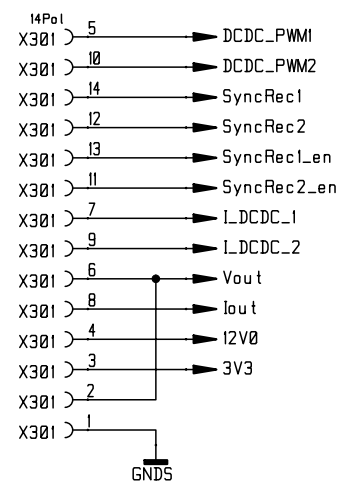 14Pol
X301 5 DCDC_PWM1
X301 10 DCDC_PWM2
X301 14 SyncRec1
X301 12 SyncRec2
X301 13 SyncRec1_en
X301 11 SyncRec2_en
X301 7 I_DCDC_1
X301 9 I_DCDC_2
X301 6 Vout
X301 8 Iout
X301 4 12V0
X301 3 3V3
X301 2
X301 1
GNDS